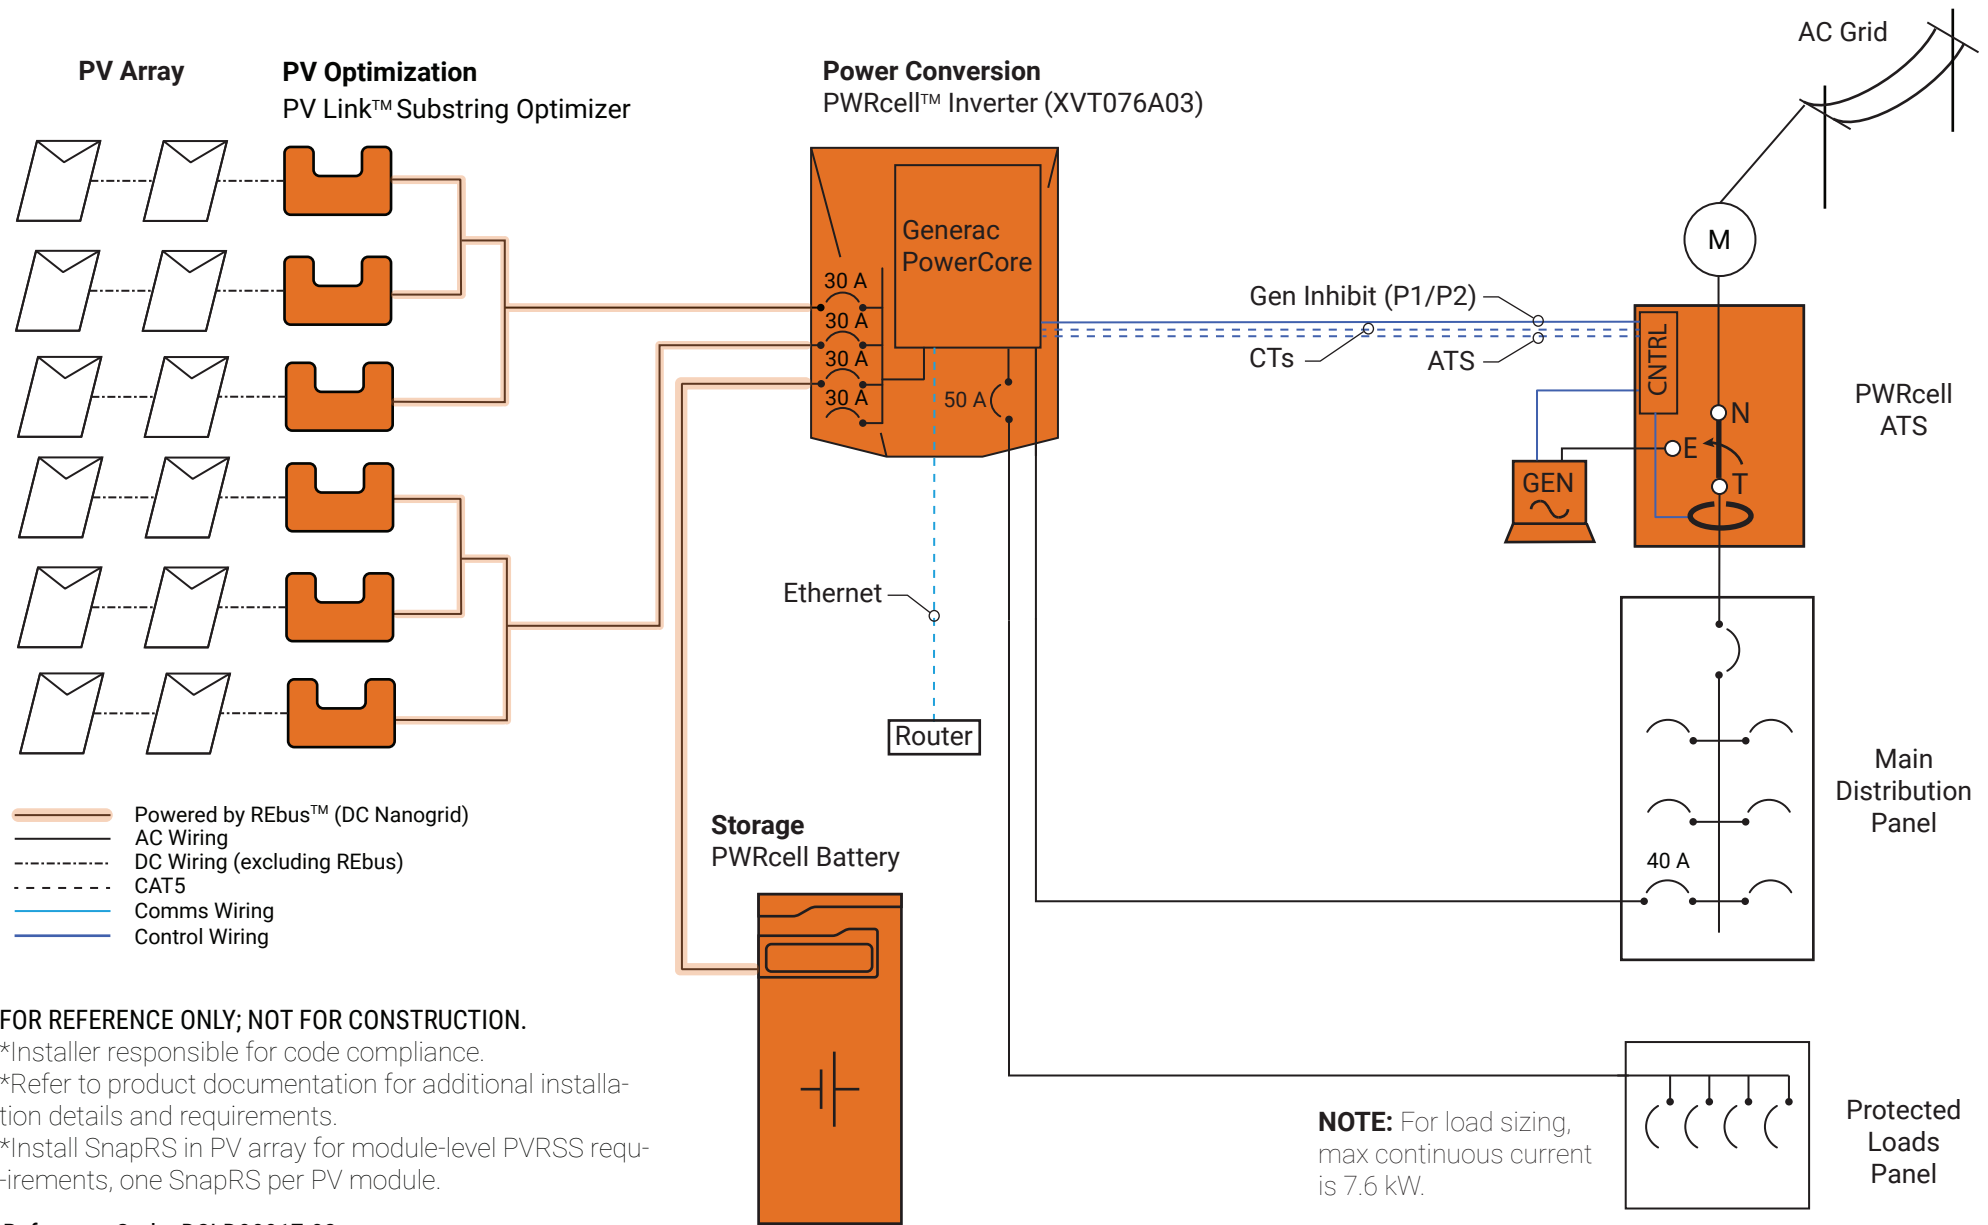 PV Array
PV Optimization
PV Link™ Substring Optimizer
Power Conversion
PWRcell™ Inverter (XVT076A03)
AC Grid
Generac
PowerCore
30 A
30 A
30 A
30 A
50 A
M
Gen Inhibit (P1/P2)
CTs
ATS
CNTRL
N
E
T
GEN
PWRcell
ATS
Ethernet
Router
Main
Distribution
Panel
40 A
Powered by REbus™ (DC Nanogrid)
AC Wiring
DC Wiring (excluding REbus)
CAT5
Comms Wiring
Control Wiring
Storage
PWRcell Battery
FOR REFERENCE ONLY; NOT FOR CONSTRUCTION.
*Installer responsible for code compliance.
*Refer to product documentation for additional installa-
tion details and requirements.
*Install SnapRS in PV array for module-level PVRSS requ-
-irements, one SnapRS per PV module.
NOTE: For load sizing,
max continuous current
is 7.6 kW.
Protected
Loads
Panel